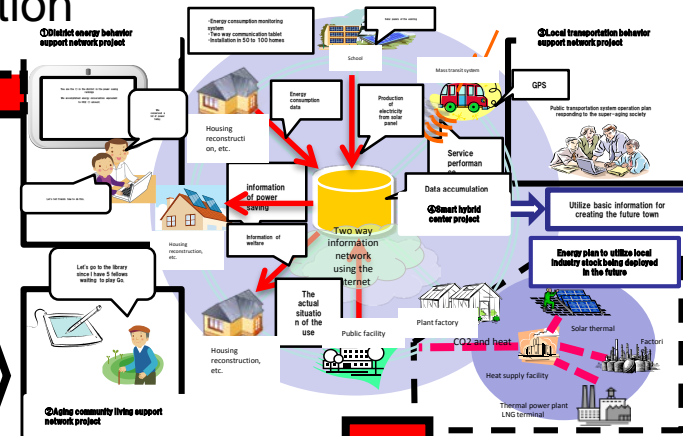 tion
①District energy behavior
support network project
・Energy consumption monitoring
system
・Two way communication tablet
・Installation in 50 to 100 homes
School
Mass transit system
③Local transportation behavior
support network project
GPS
Public transportation system operation plan
responding to the super-aging society
Energy
consumption
data
Production
of
electricity
from solar
panel
Housing
reconstructi
on, etc.
Service
performan
Data accumulation
④Smart hybrid
center project
information
of power
saving
Information of
welfare
Housing
reconstruction,
etc.
Two way
information
network
using the
Internet
Utilize basic information for
creating the future town
Energy plan to utilize local
industry stock being deployed
in the future
Let's go to the library
since I have 5 fellows
waiting to play Go.
The
actual
situatio
n of the
use
Public facility
Plant factory
CO2 and heat
Solar thermal
Factori
Heat supply facility
Thermal power plant
LNG terminal
Housing
reconstruction,
etc.
②Aging community living support
network project